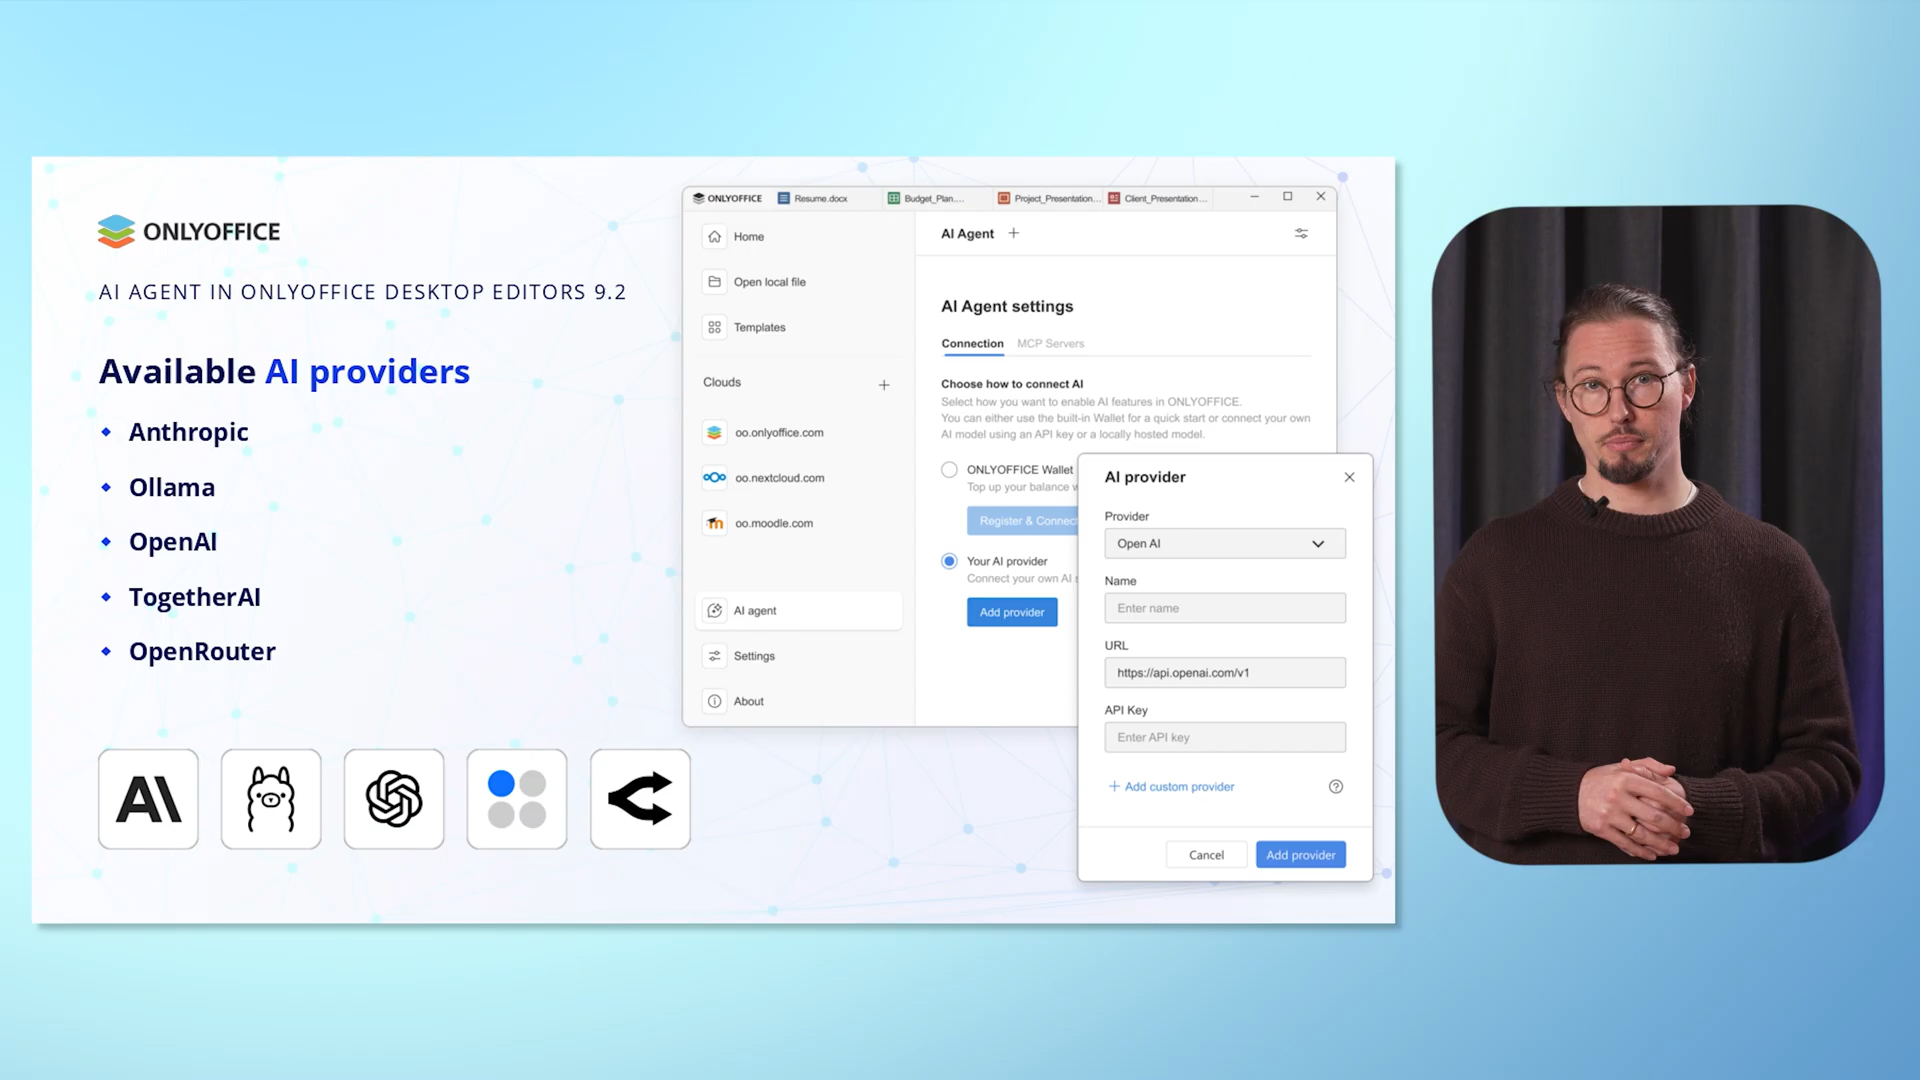 ONLYOFFICE
AI AGENT IN ONLYOFFICE DESKTOP EDITORS 9.2
Available AI providers
Anthropic
Ollama
OpenAI
TogetherAI
OpenRouter
ONLYOFFICE
Resume.docx
Budget_Plan....
Project_Presentation...
Client_Presentation...
Home
Open local file
Templates
Clouds
oo.onlyoffice.com
oo.nextcloud.com
oo.moodle.com
AI agent
Settings
About
AI Agent
AI Agent settings
Connection MCP Servers
Choose how to connect AI
Select how you want to enable AI features in ONLYOFFICE.
You can either use the built-in Wallet for a quick start or connect your own
AI model using an API key or a locally hosted model.
ONLYOFFICE Wallet
Top up your balance
Register & Connect
Your AI provider
Connect your own AI
Add provider
AI provider
Provider
Open AI
Name
Enter name
URL
https://api.openai.com/v1
API Key
Enter API key
+ Add custom provider
Cancel
Add provider